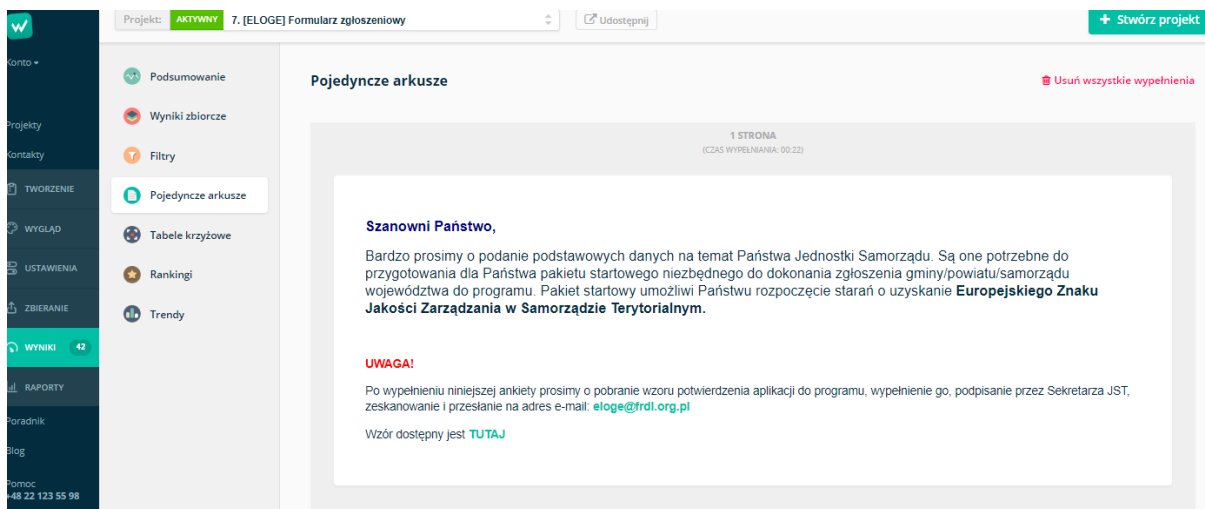 Projekt: AKTYWNY 7. [ELOGE] Formularz zgłoszeniowy Udostępnij + Stwórz projekt
Konto
Projekty
Kontakty
TWORZENIE
WYGLĄD
USTAWIENIA
ZBIERANIE
WYNIKI 42
RAPORTY
Poradnik
Blog
Pomoc
+48 22 123 55 98
Podsumowanie
Wyniki zbiorcze
Filtry
Pojedyncze arkusze
Tabele krzyżowe
Rankingi
Trendy
Pojedyncze arkusze
Usuń wszystkie wypełnienia
1 STRONA
(CZAS WYPEŁNIANIA: 00:22)
Szanowni Państwo,
Bardzo prosimy o podanie podstawowych danych na temat Państwa Jednostki Samorządu. Są one potrzebne do
przygotowania dla Państwa pakietu startowego niezbędnego do dokonania zgłoszenia gminy/powiatu/samorządu
województwa do programu. Pakiet startowy umożliwi Państwu rozpoczęcie starań o uzyskanie Europejskiego Znaku
Jakości Zarządzania w Samorządzie Terytorialnym.
UWAGA!
Po wypełnieniu niniejszej ankiety prosimy o pobranie wzoru potwierdzenia aplikacji do programu, wypełnienie go, podpisanie przez Sekretarza JST,
zeskanowanie i przesłanie na adres e-mail: eloge@frdl.org.pl
Wzór dostępny jest TUTAJ